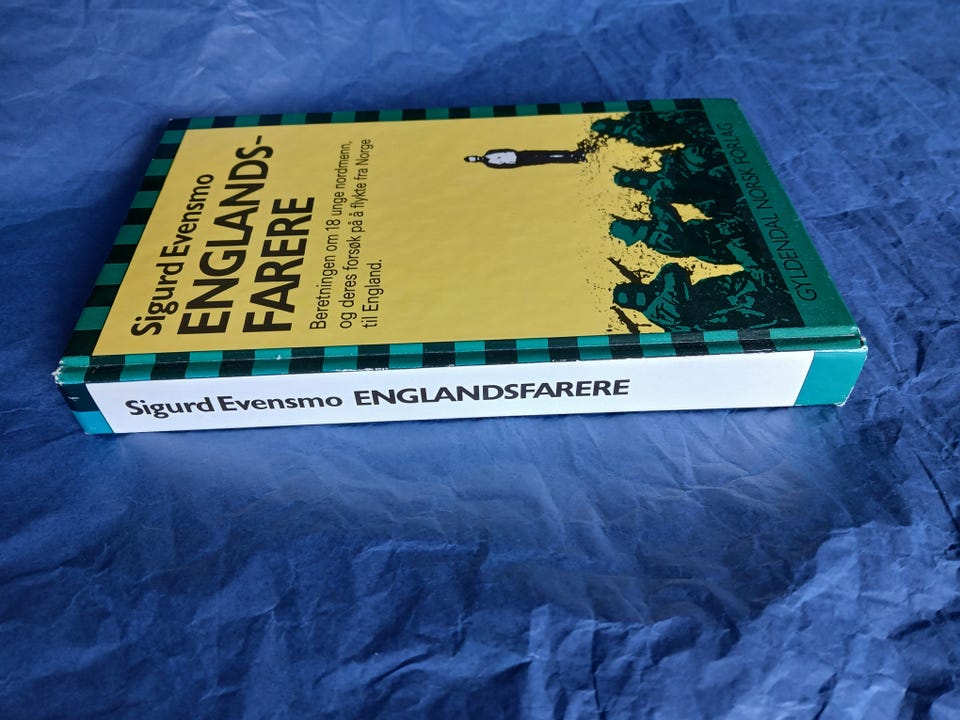 Sigurd Evensmo
ENGLANDS-
FARERE
Beretningen om 18 unge nordmenn,
og deres forsøk på å flykte fra Norge
til England.
GYLDENDAL NORSK FORLAG
Sigurd Evensmo ENGLANDSFARERE